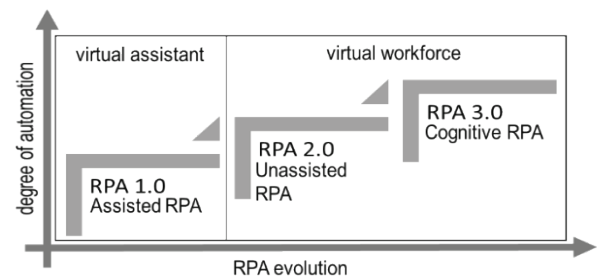 virtual assistant
virtual workforce
degree of automation
RPA 1.0
Assisted RPA
RPA 2.0
Unassisted
RPA
RPA 3.0
Cognitive RPA
RPA evolution